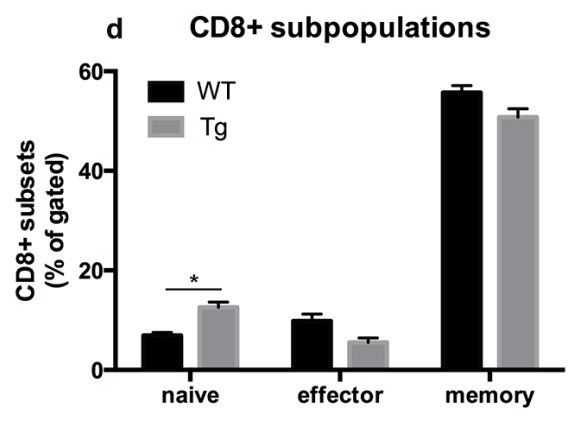 d CD8+ subpopulations
WT
Tg
CD8+ subsets
(% of gated)
60
40
20
0
*
naive effector memory